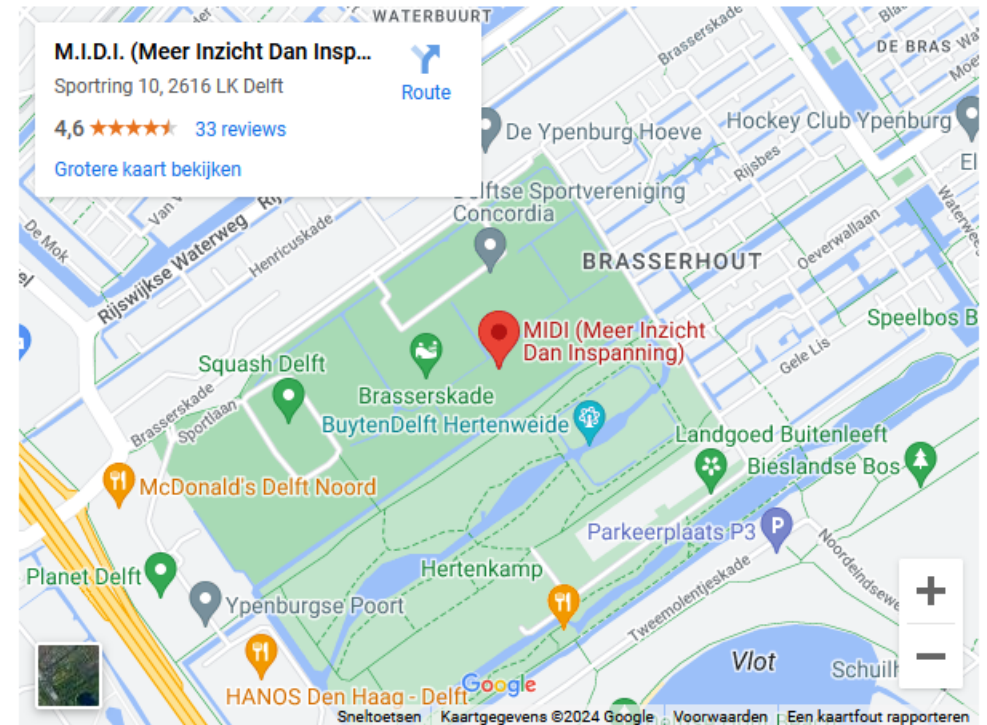 WATERBUURT
Brasserskade
DE BRAS
M.I.D.I. (Meer Inzicht Dan Insp...
Sportring 10, 2616 LK Delft
4,6
33 reviews
Route
Grotere kaart bekijken
De Ypenburg Hoeve
Hockey Club Ypenburg
Rijsbes
Delftse Sportvereniging
Concordia
De Mok
Rijswijkse Waterweg
Henricuskade
Oeverwallaan
BRASSERHOUT
MIDI (Meer Inzicht
Dan Inspanning)
Speelbos B
Gele Lis
Squash Delft
Brasserskade
Brasserskade
Sportlaan
BuytenDelft Hertenweide
Landgoed Buitenleeft
Bieslandse Bos
McDonald's Delft Noord
Parkeerplaats P3
P
Hertenkamp
Planet Delft
Ypenburgse Poort
Tweemolentjeskade
Noordeindsewe
Vlot
Schuilh
HANOS Den Haag - Delft
Google
Sneltoetsen
Kaartgegevens ©2024 Google
Voorwaarden
Een kaartfout rapporteren